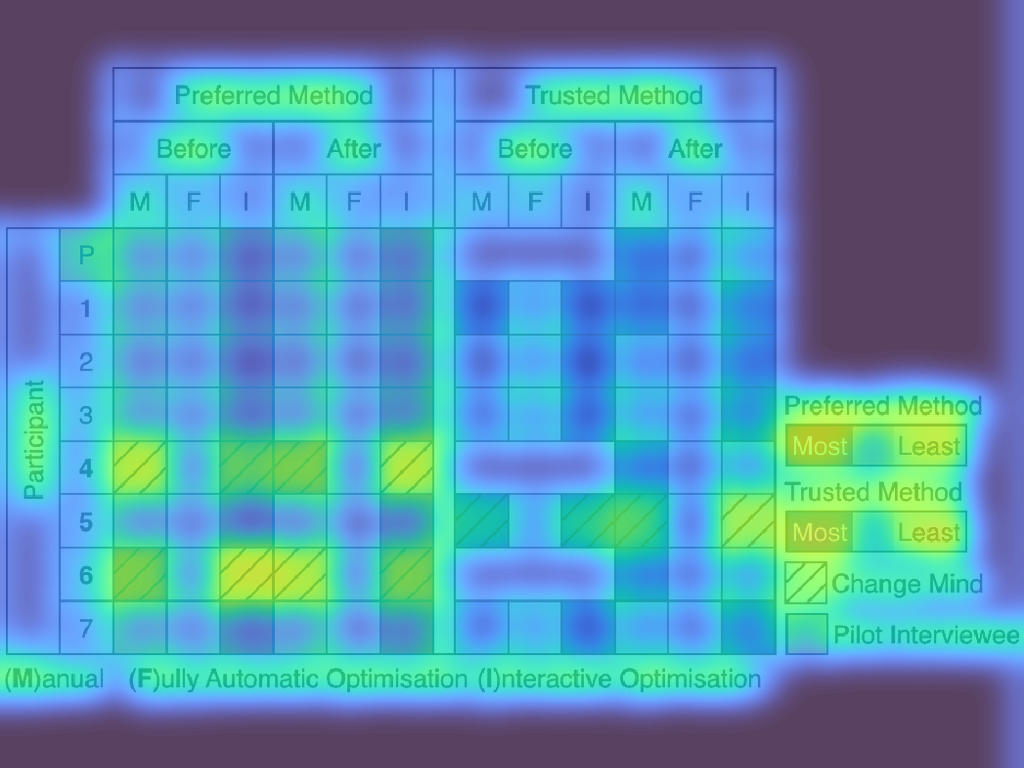 Preferred Method Trusted Method
Before After Before After
M F I M F I M F I M F I
P
1
2
3
4
5
6
7
Participant
Preferred Method
Most Least
Trusted Method
Most Least
Change Mind
Pilot Interviewee
(M)anual (F)ully Automatic Optimisation (I)nteractive Optimisation